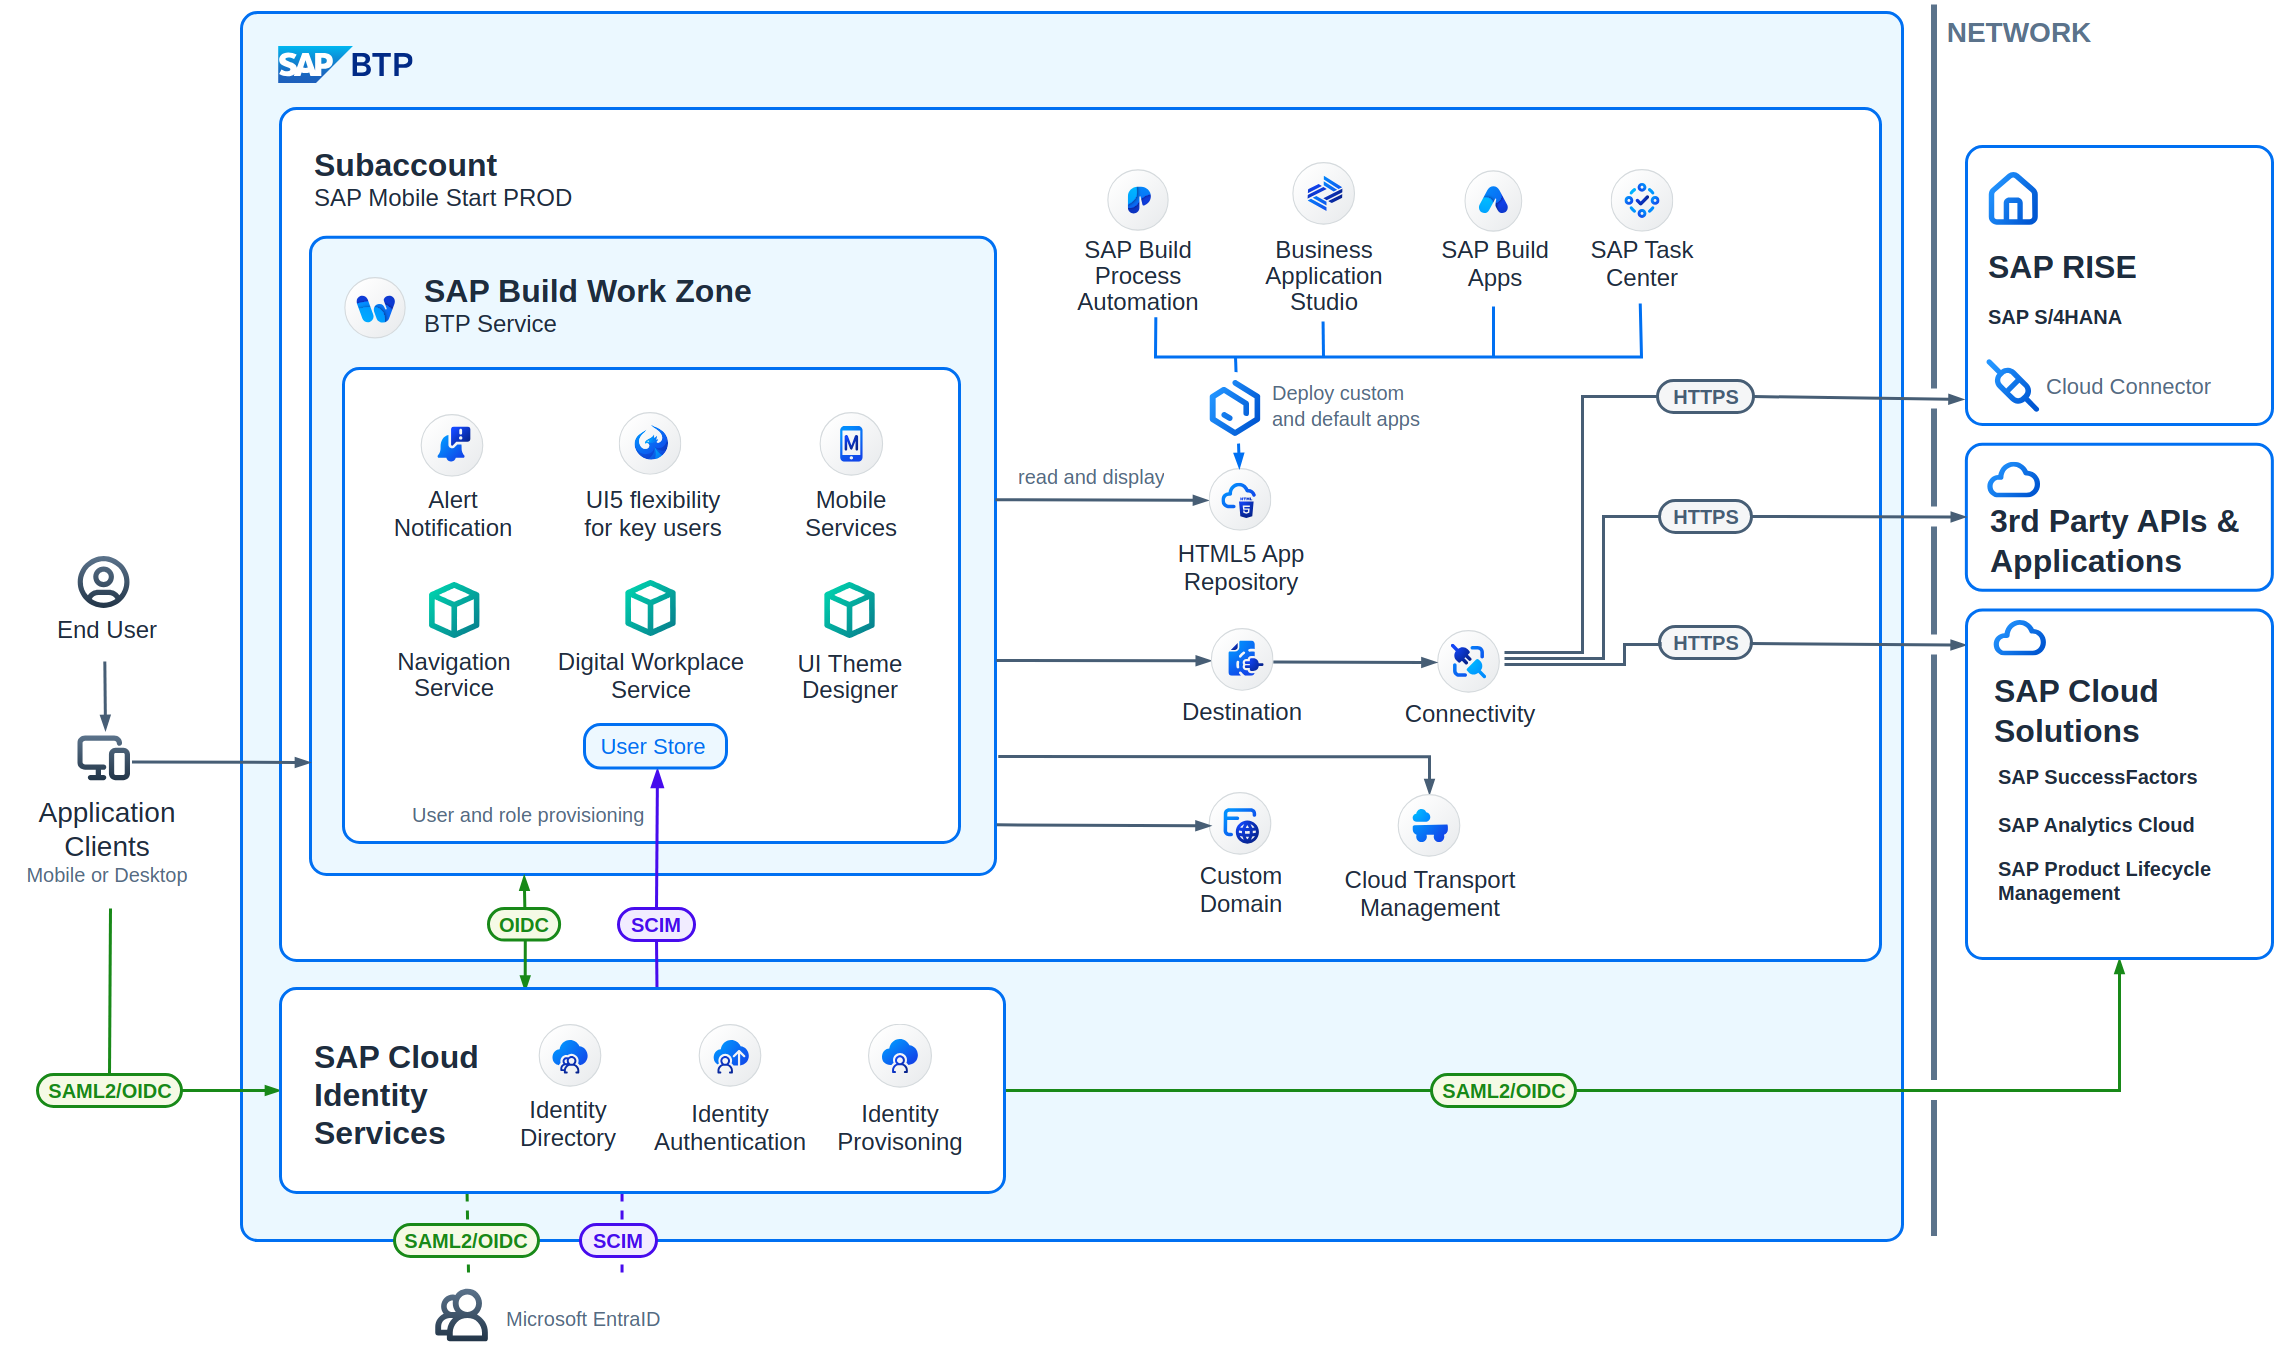 SAP BTP
NETWORK
Subaccount
SAP Mobile Start PROD
SAP Build Work Zone
BTP Service
Alert
Notification
UI5 flexibility
for key users
M
Mobile
Services
Navigation
Service
Digital Workplace
Service
UI Theme
Designer
User Store
User and role provisioning
SAP Build
Process
Automation
Business
Application
Studio
SAP Build
Apps
SAP Task
Center
Deploy custom
and default apps
read and display
HTML
5
HTML5 App
Repository
Destination
Connectivity
Custom
Domain
Cloud Transport
Management
HTTPS
HTTPS
HTTPS
SAP RISE
SAP S/4HANA
Cloud Connector
3rd Party APIs &
Applications
SAP Cloud
Solutions
SAP SuccessFactors
SAP Analytics Cloud
SAP Product Lifecycle
Management
End User
Application
Clients
Mobile or Desktop
SAML2/OIDC
OIDC
SCIM
SAP Cloud
Identity
Services
Identity
Directory
Identity
Authentication
Identity
Provisoning
SAML2/OIDC
SAML2/OIDC
SCIM
Microsoft EntraID